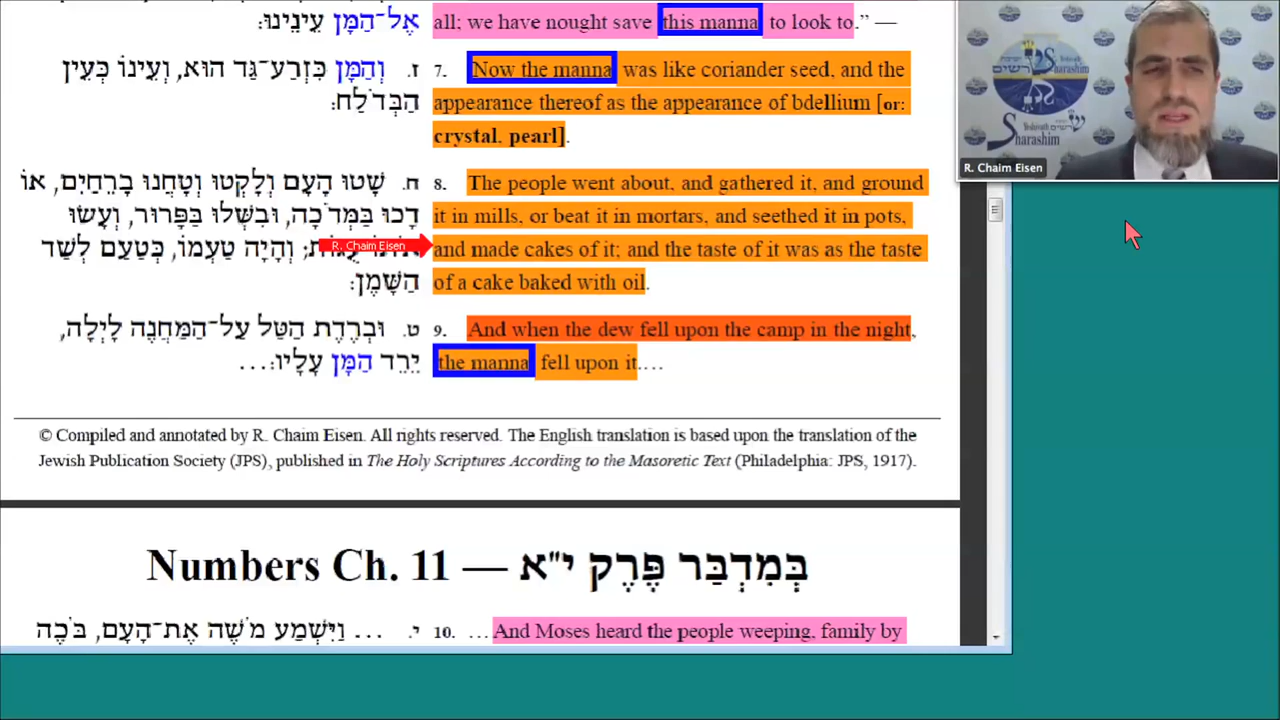 אֶל־הַמָּן עֵינֵינוּ:
all; we have nought save this manna to look to.” —
ז. וְהַמָּן כִּזְרַע־גַּד הוּא, וְעֵינוֹ כְּעֵין
הַבְּדֹלַח:
7. Now the manna was like coriander seed, and the
appearance thereof as the appearance of bdellium [or:
crystal, pearl].
ח. שָׁטוּ הָעָם וְלָקְטוּ וְטָחֲנוּ בָרֵחַיִם, אוֹ
דָכוּ בַּמְּדֹכָה, וּבִשְּׁלוּ בַּפָּרוּר, וְעָשׂוּ
עֻגוֹת; וְהָיָה טַעְמוֹ, כְּטַעַם לְשַׁד
הַשָּׁמֶן:
R. Chaim Eisen
8. The people went about, and gathered it, and ground
it in mills, or beat it in mortars, and seethed it in pots,
and made cakes of it; and the taste of it was as the taste
of a cake baked with oil.
ט. וּבְרֶדֶת הַטַּל עַל־הַמַּחֲנֶה לָיְלָה,
יֵרֵד הַמָּן עָלָיו:...
9. And when the dew fell upon the camp in the night,
the manna fell upon it....
© Compiled and annotated by R. Chaim Eisen. All rights reserved. The English translation is based upon the translation of the
Jewish Publication Society (JPS), published in The Holy Scriptures According to the Masoretic Text (Philadelphia: JPS, 1917).
Numbers Ch. 11 — בְּמִדְבַּר פֶּרֶק י״א
י. ... וַיִּשְׁמַע מֹשֶׁה אֶת־הָעָם, בֹּכֶה
10. ... And Moses heard the people weeping, family by
Sharashim
שרשים
Yeshivath
Sharashim
R. Chaim Eisen